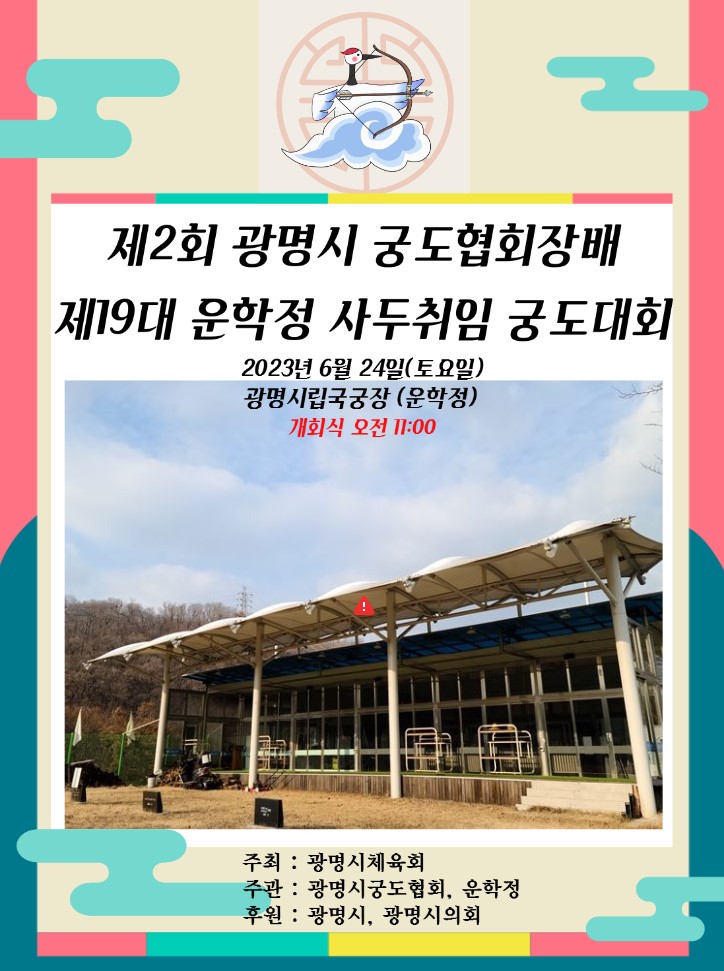 제2회 광명시 궁도협회장배
제19대 운학정 사두취임 궁도대회
2023년 6월 24일(토요일)
광명시립국궁장 (운학정)
개회식 오전 11:00
주최 : 광명시체육회
주관 : 광명시궁도협회, 운학정
후원 : 광명시, 광명시의회